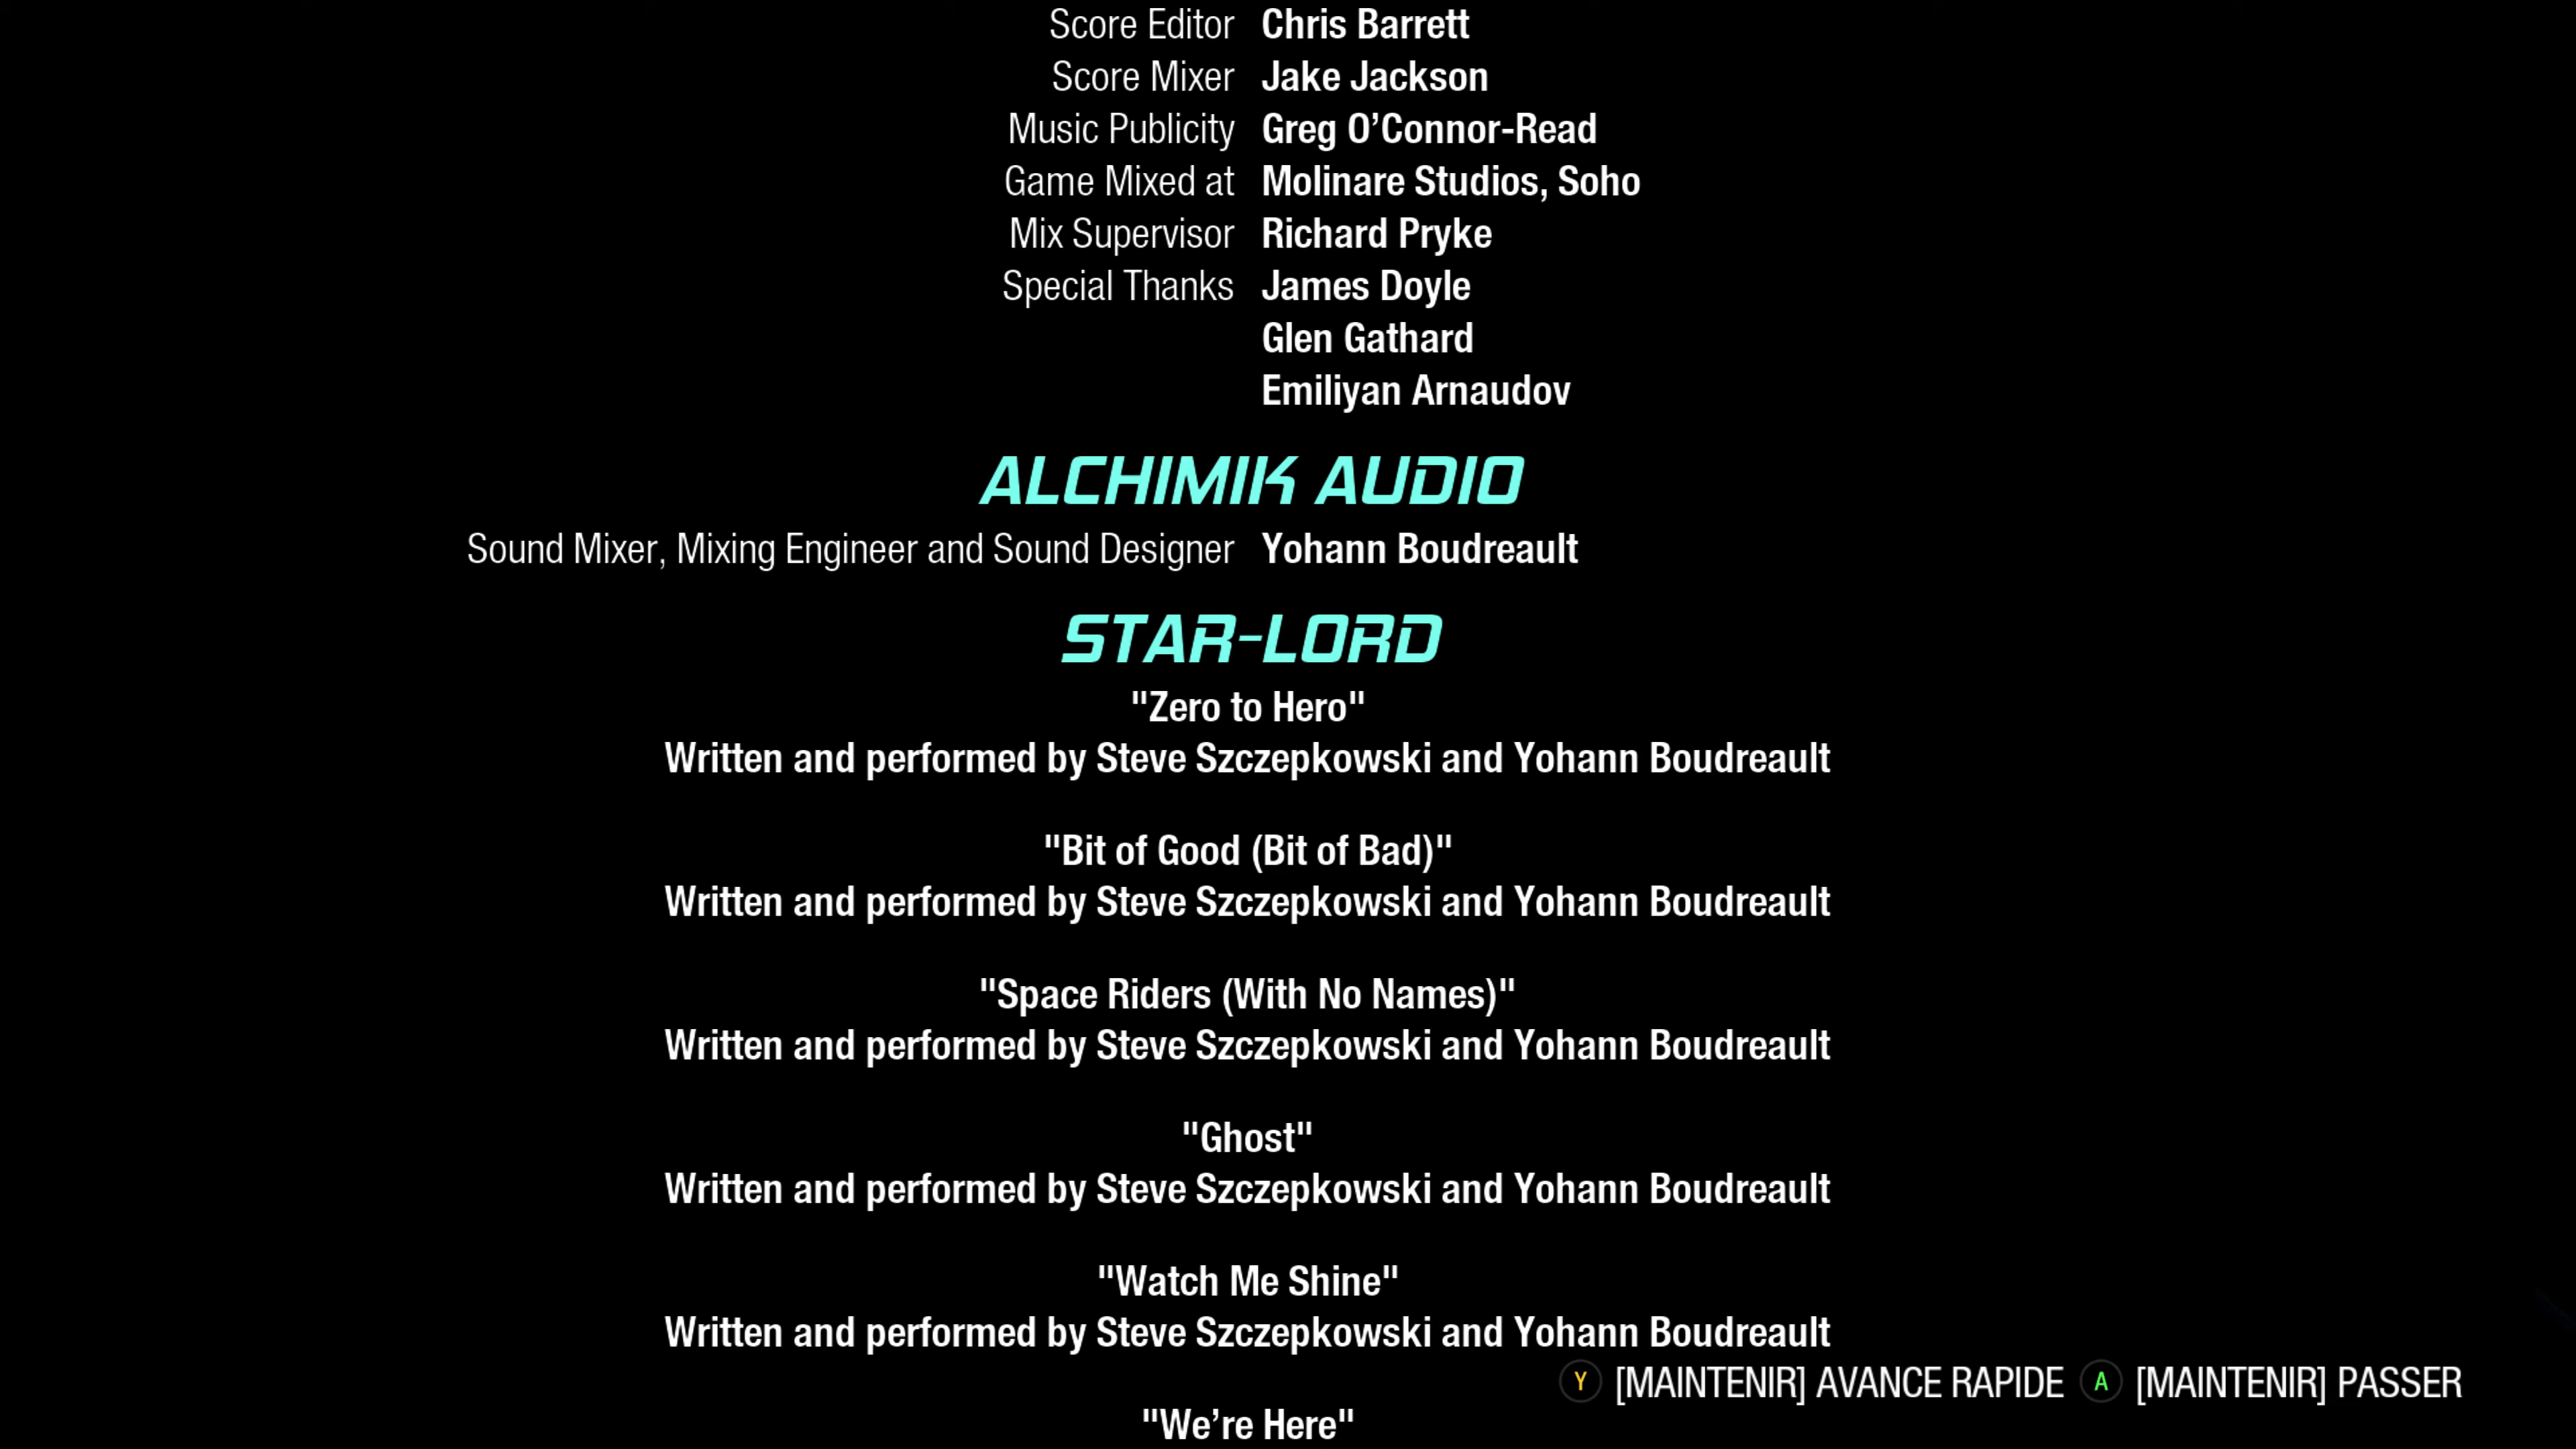 Score Editor Chris Barrett
Score Mixer Jake Jackson
Music Publicity Greg O’Connor-Read
Game Mixed at Molinare Studios, Soho
Mix Supervisor Richard Pryke
Special Thanks James Doyle
Glen Gathard
Emiliyan Arnaudov
ALCHIMIK AUDIO
Sound Mixer, Mixing Engineer and Sound Designer Yohann Boudreault
STAR-LORD
"Zero to Hero"
Written and performed by Steve Szczepkowski and Yohann Boudreault
"Bit of Good (Bit of Bad)"
Written and performed by Steve Szczepkowski and Yohann Boudreault
"Space Riders (With No Names)"
Written and performed by Steve Szczepkowski and Yohann Boudreault
"Ghost"
Written and performed by Steve Szczepkowski and Yohann Boudreault
"Watch Me Shine"
Written and performed by Steve Szczepkowski and Yohann Boudreault
Y [MAINTENIR] AVANCE RAPIDE A [MAINTENIR] PASSER
"We’re Here"